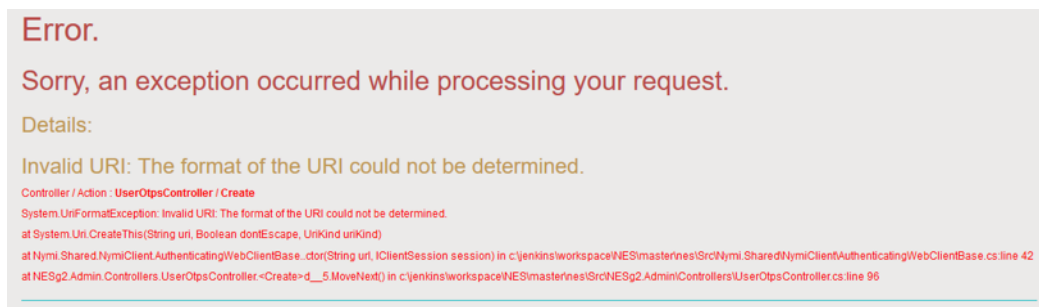 Error.
Sorry, an exception occurred while processing your request.
Details:
Invalid URI: The format of the URI could not be determined.
Controller / Action : UserOtpsController / Create
System.UriFormatException: Invalid URI: The format of the URI could not be determined.
at System.Uri.CreateThis(String uri, Boolean dontEscape, UriKind uriKind)
at Nymi.Shared.NymiClient.AuthenticatingWebClientBase..ctor(String url, IClientSession session) in c:\jenkins\workspace\NES\master\nes\Src\Nymi.Shared\NymiClient\AuthenticatingWebClientBase.cs:line 42
at NESg2.Admin.Controllers.UserOtpsController.<Create>d__5.MoveNext() in c:\jenkins\workspace\NES\master\nes\Src\NESg2.Admin\Controllers\UserOtpsController.cs:line 96